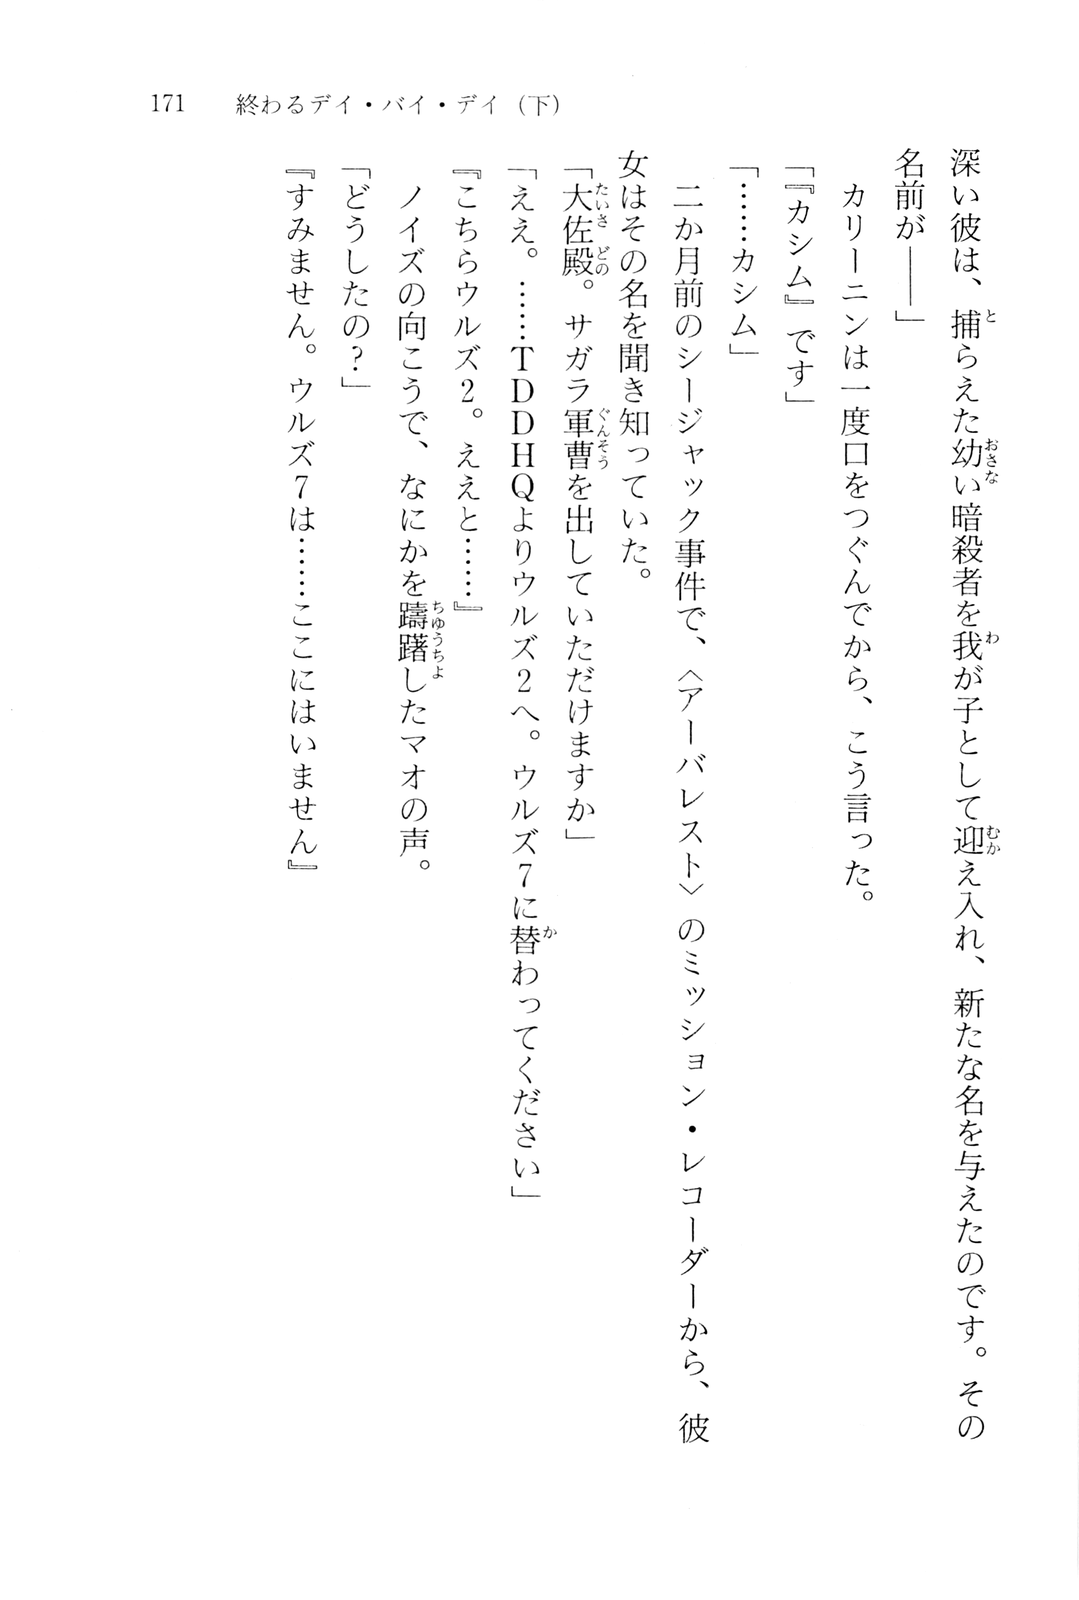 171 終わるデイ・バイ・デイ（下）
深い彼は、捕らえた幼い暗殺者を我が子として迎え入れ、新たな名を与えたのです。その
名前が――」
　カリーニンは一度口をつぐんでから、こう言った。
「『カシム』です」
「……カシム」
　二か月前のシージャック事件で、〈アーバレスト〉のミッション・レコーダーから、彼
女はその名を聞き知っていた。
「大佐殿。サガラ軍曹を出していただけますか」
「ええ。……TDDHQよりウルズ2へ。ウルズ7に替わってください」
『こちらウルズ2。ええと……』
　ノイズの向こうで、なにかを躊躇したマオの声。
「どうしたの？」
『すみません。ウルズ7は……ここにはいません』